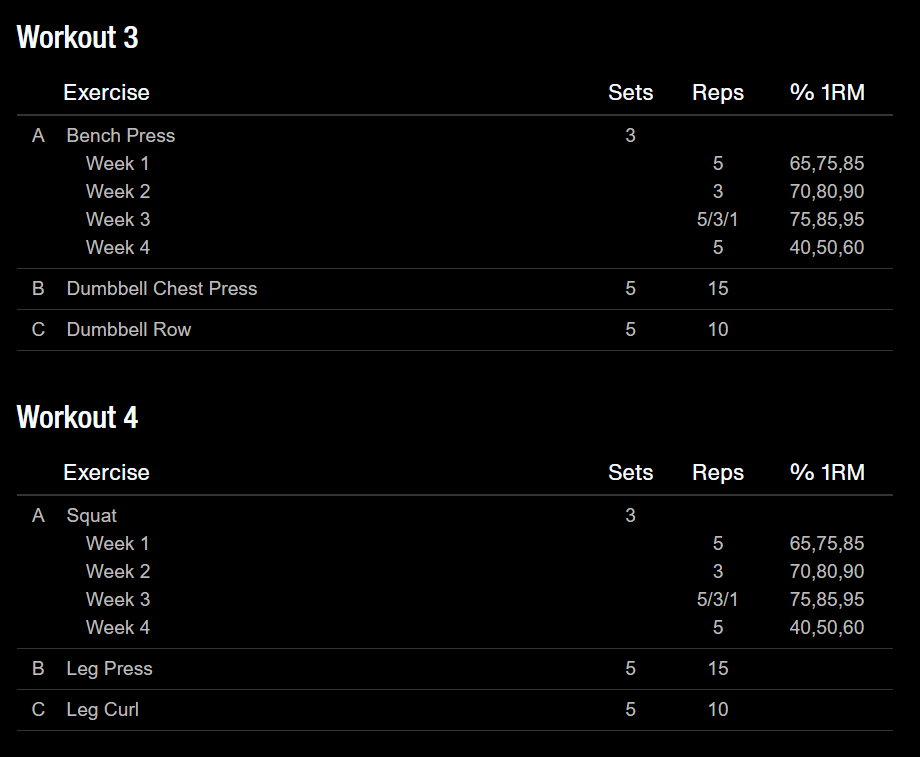 Workout 3
Exercise Sets Reps % 1RM
A Bench Press 3
Week 1 5 65,75,85
Week 2 3 70,80,90
Week 3 5/3/1 75,85,95
Week 4 5 40,50,60
B Dumbbell Chest Press 5 15
C Dumbbell Row 5 10
Workout 4
Exercise Sets Reps % 1RM
A Squat 3
Week 1 5 65,75,85
Week 2 3 70,80,90
Week 3 5/3/1 75,85,95
Week 4 5 40,50,60
B Leg Press 5 15
C Leg Curl 5 10